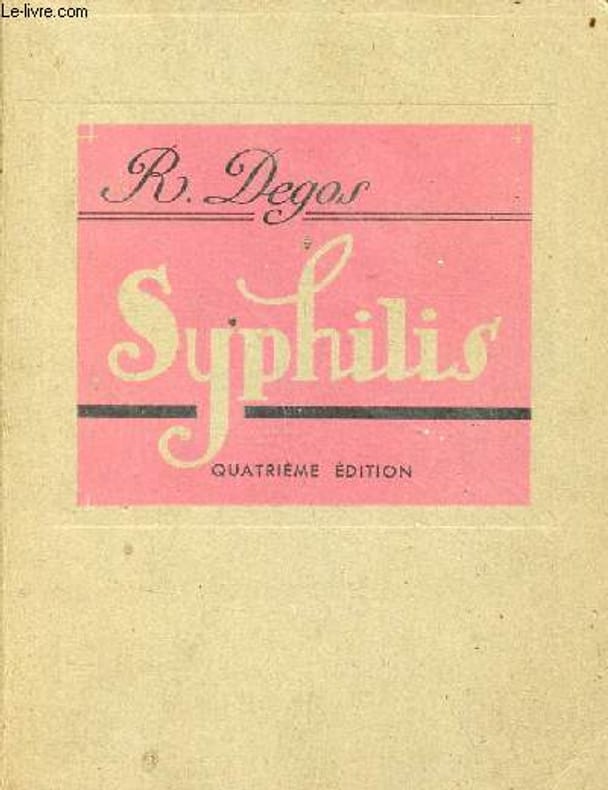 Le-livre.com
R. Degos
Syphilis
QUATRIÈME ÉDITION